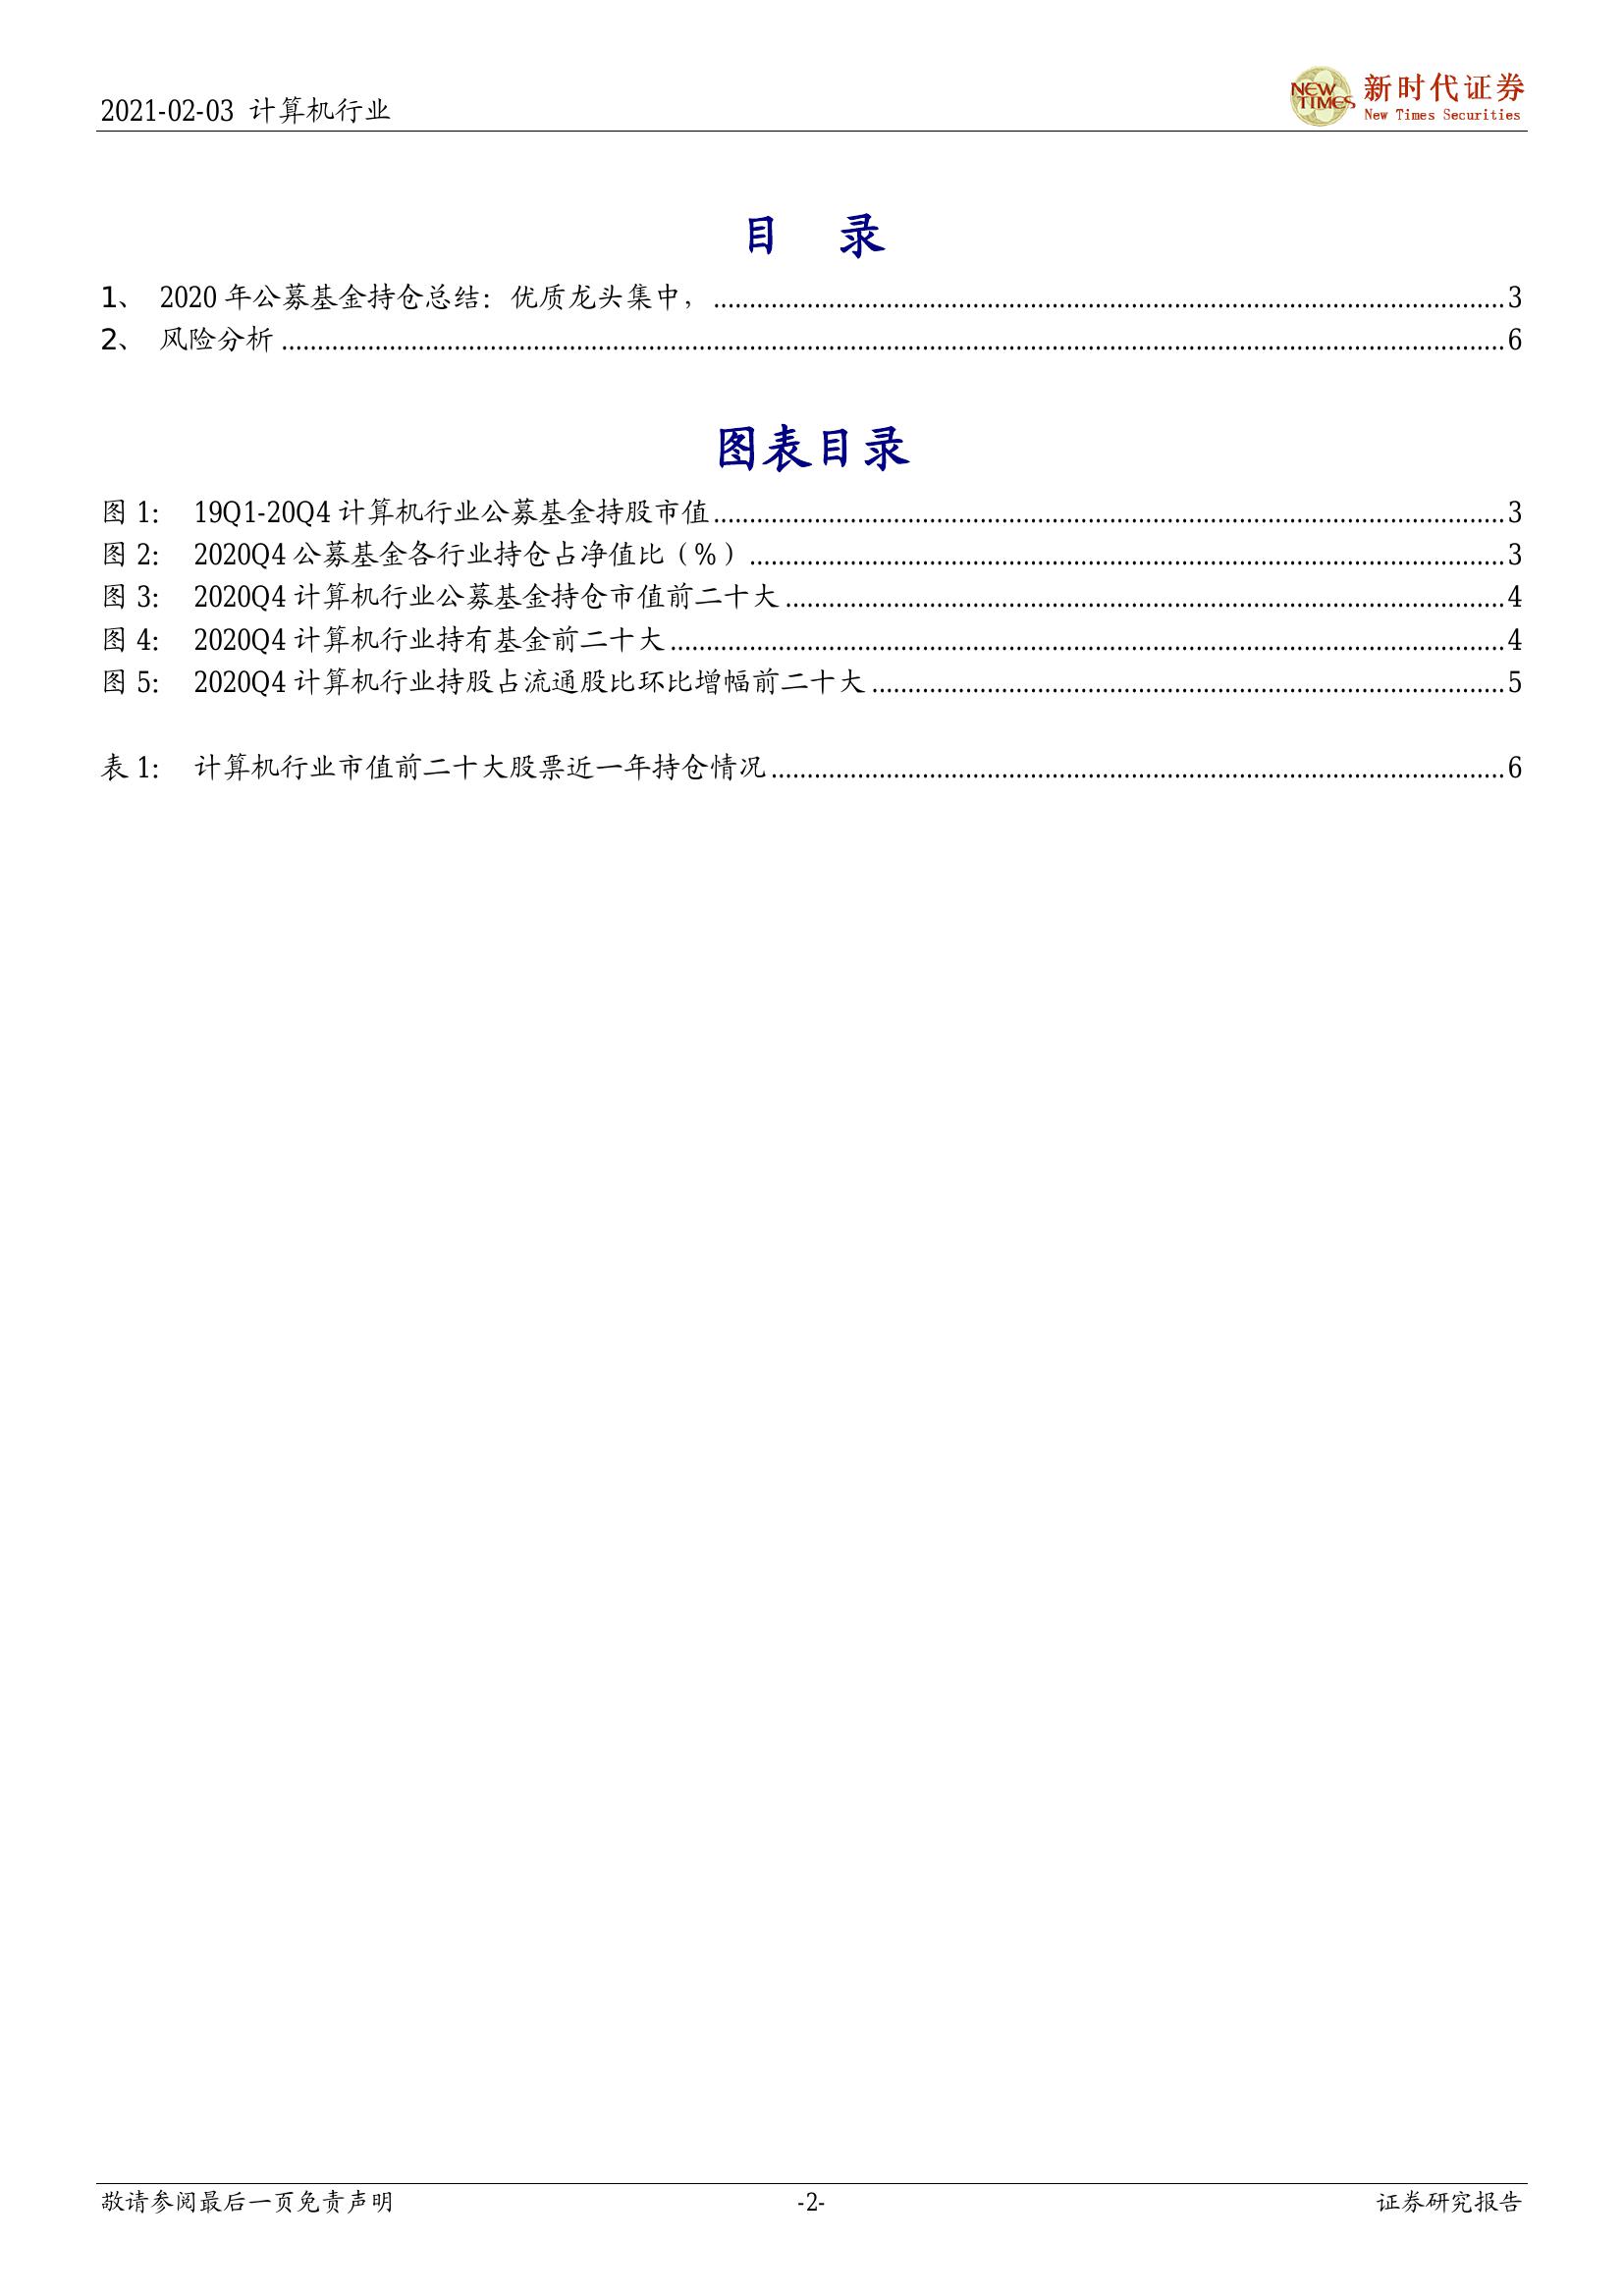 2021-02-03 计算机行业
NEW TIMES
新时代证券
New Times Securities
目 录
1、 2020 年公募基金持仓总结：优质龙头集中， ........ 3
2、 风险分析 ........ 6
图表目录
图 1： 19Q1-20Q4 计算机行业公募基金持股市值 ........ 3
图 2： 2020Q4 公募基金各行业持仓占净值比（%） ........ 3
图 3： 2020Q4 计算机行业公募基金持仓市值前二十大 ........ 4
图 4： 2020Q4 计算机行业持有基金前二十大 ........ 4
图 5： 2020Q4 计算机行业持股占流通股比环比增幅前二十大 ........ 5
表 1： 计算机行业市值前二十大股票近一年持仓情况 ........ 6
敬请参阅最后一页免责声明 -2- 证券研究报告